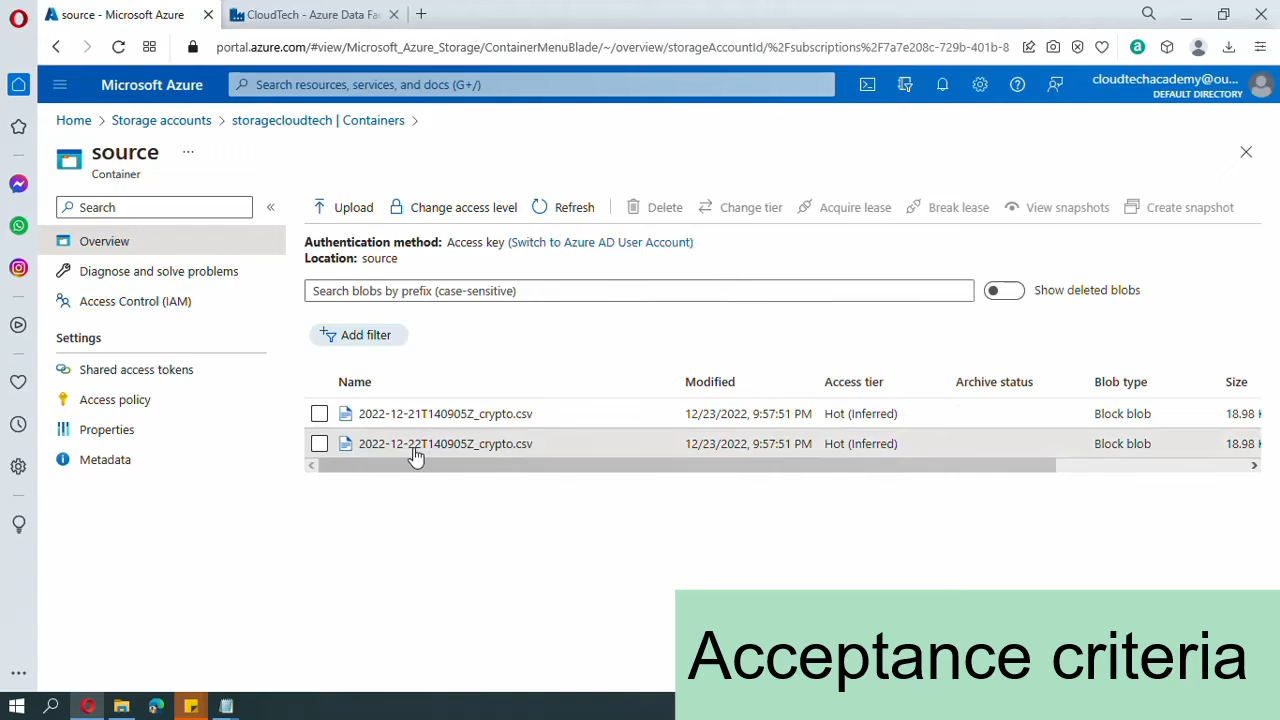 source - Microsoft Azure
CloudTech - Azure Data Fa
portal.azure.com/#view/Microsoft_Azure_Storage/ContainerMenuBlade/~/overview/storageAccountId/%2Fsubscriptions%2F7a7e208c-729b-401b-8
Microsoft Azure
Search resources, services, and docs (G+/)
cloudtechacademy@ou...
DEFAULT DIRECTORY
Home > Storage accounts > storagecloudtech | Containers >
source ...
Container
Search
«
Upload
Change access level
Refresh
Delete
Change tier
Acquire lease
Break lease
View snapshots
Create snapshot
Overview
Diagnose and solve problems
Access Control (IAM)
Settings
Shared access tokens
Access policy
Properties
Metadata
Authentication method: Access key (Switch to Azure AD User Account)
Location: source
Search blobs by prefix (case-sensitive)
Show deleted blobs
Add filter
Name Modified Access tier Archive status Blob type Size
2022-12-21T140905Z_crypto.csv 12/23/2022, 9:57:51 PM Hot (Inferred) Block blob 18.98 K
2022-12-22T140905Z_crypto.csv 12/23/2022, 9:57:51 PM Hot (Inferred) Block blob 18.98 K
Acceptance criteria